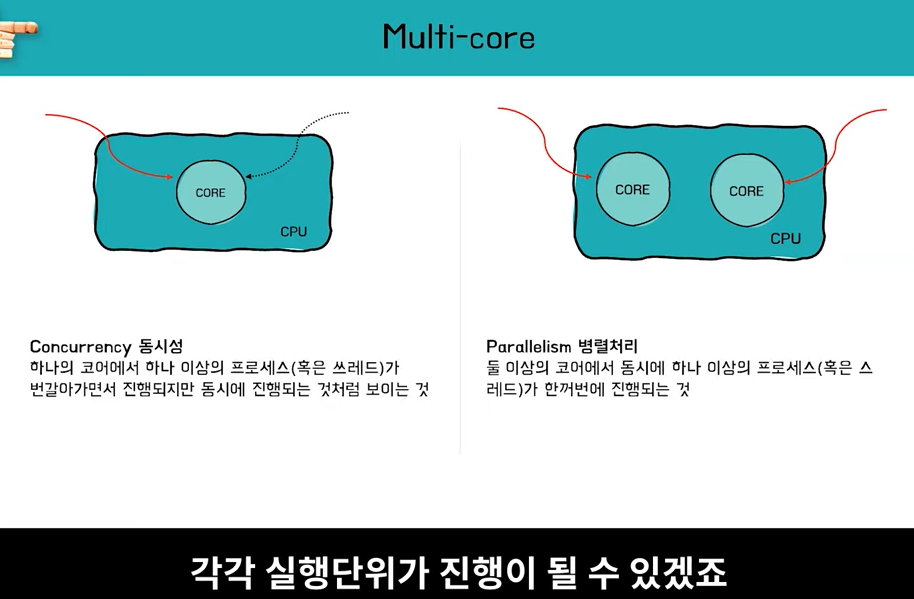 Multi-core
CORE
CPU
CORE
CORE
CPU
Concurrency 동시성
하나의 코어에서 하나 이상의 프로세스(혹은 쓰레드)가
번갈아가면서 진행되지만 동시에 진행되는 것처럼 보이는 것
Parallelism 병렬처리
둘 이상의 코어에서 동시에 하나 이상의 프로세스(혹은 스
레드)가 한꺼번에 진행되는 것
각각 실행단위가 진행이 될 수 있겠죠